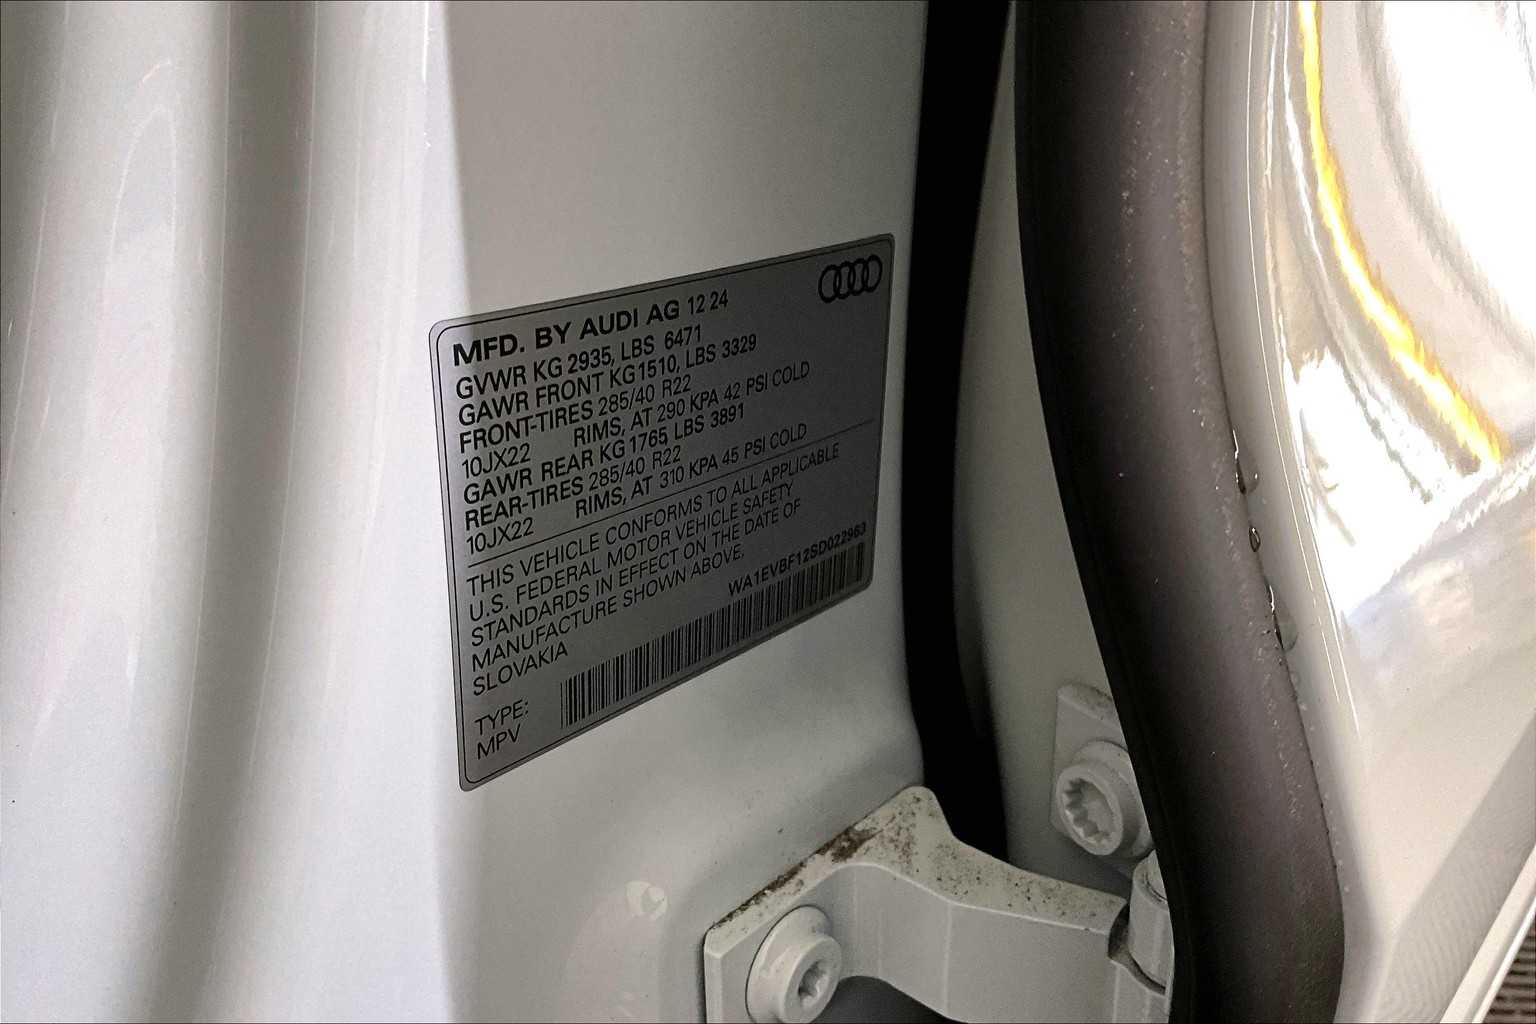 MFD. BY AUDI AG 12 24
GVWR KG 2935, LBS 6471
GAWR FRONT KG 1510, LBS 3329
FRONT-TIRES 285/40 R22
10JX22 RIMS, AT 290 KPA 42 PSI COLD
GAWR REAR KG 1765 LBS 3891
REAR-TIRES 285/40 R22
10JX22 RIMS, AT 310 KPA 45 PSI COLD
THIS VEHICLE CONFORMS TO ALL APPLICABLE
U.S. FEDERAL MOTOR VEHICLE SAFETY
STANDARDS IN EFFECT ON THE DATE OF
MANUFACTURE SHOWN ABOVE.
SLOVAKIA
WA1EVBF12SD022963
TYPE:
MPV